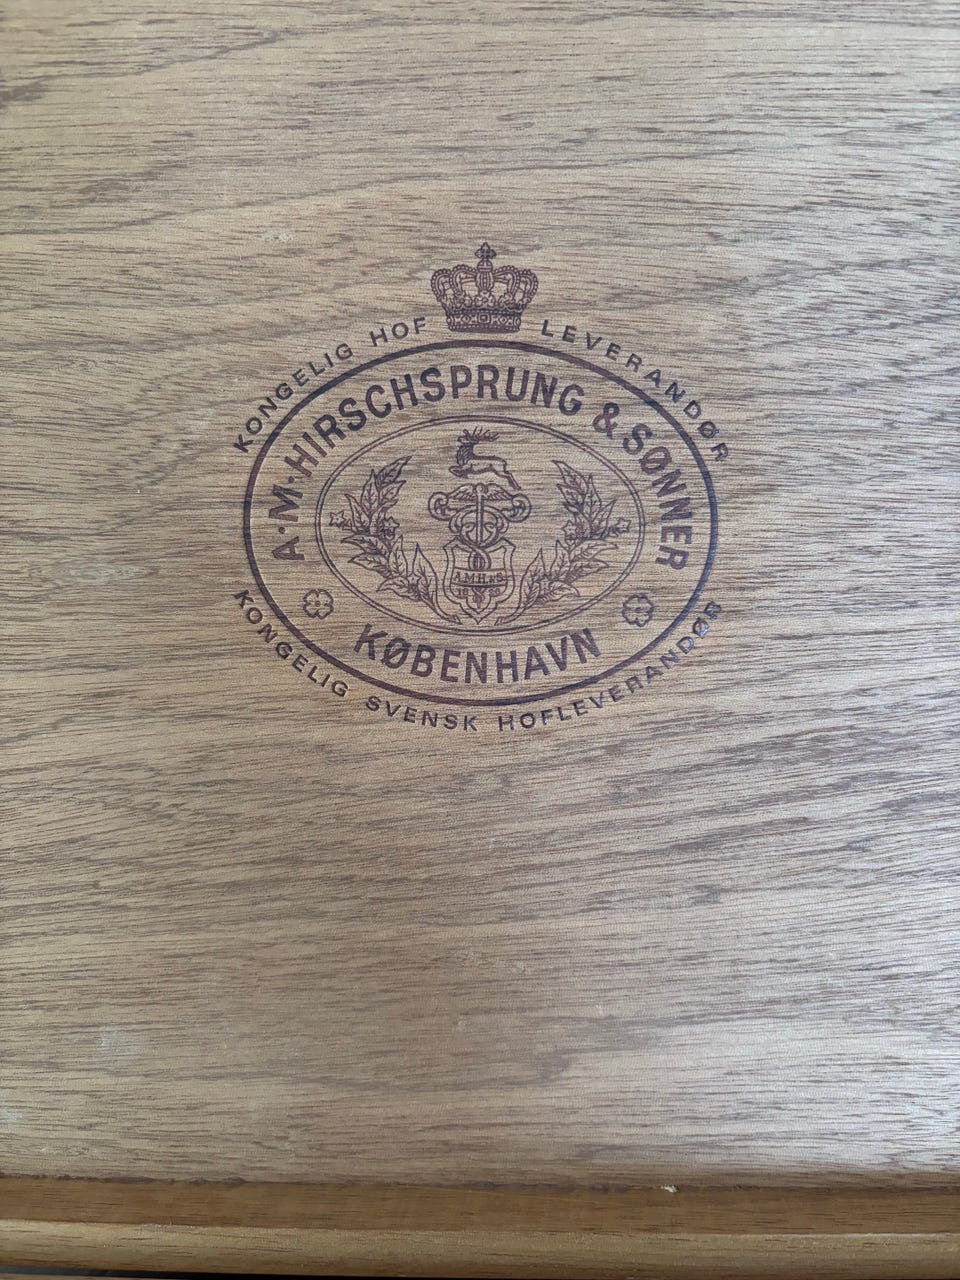 KONGELIG HOF LEVERANDØR
A·M·HIRSCHSPRUNG & SØNNER
A.M.H.&S.
KØBENHAVN
KONGELIG SVENSK HOFLEVERANDØR